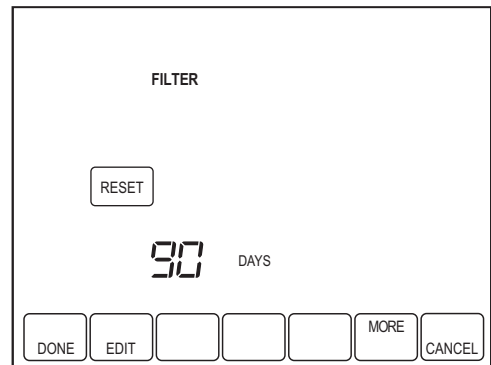 FILTER
RESET
90 DAYS
MORE
DONE EDIT CANCEL